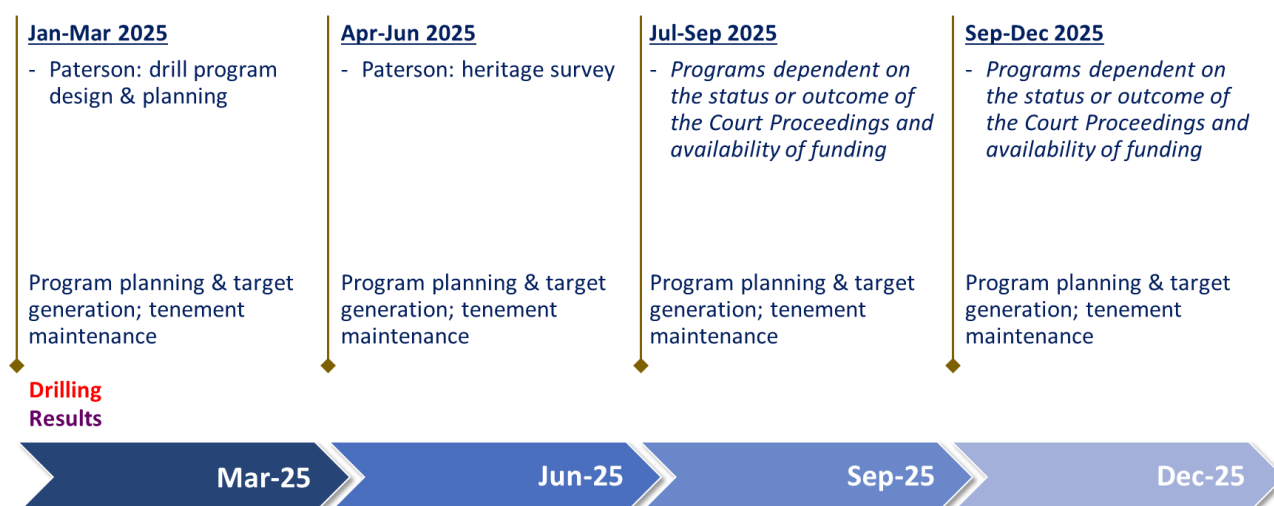 Jan-Mar 2025
- Paterson: drill program
design & planning
Program planning & target
generation; tenement
maintenance
Apr-Jun 2025
- Paterson: heritage survey
Program planning & target
generation; tenement
maintenance
Jul-Sep 2025
- Programs dependent on
the status or outcome of
the Court Proceedings and
availability of funding
Program planning & target
generation; tenement
maintenance
Sep-Dec 2025
- Programs dependent on
the status or outcome of
the Court Proceedings and
availability of funding
Program planning & target
generation; tenement
maintenance
Drilling
Results
Mar-25
Jun-25
Sep-25
Dec-25